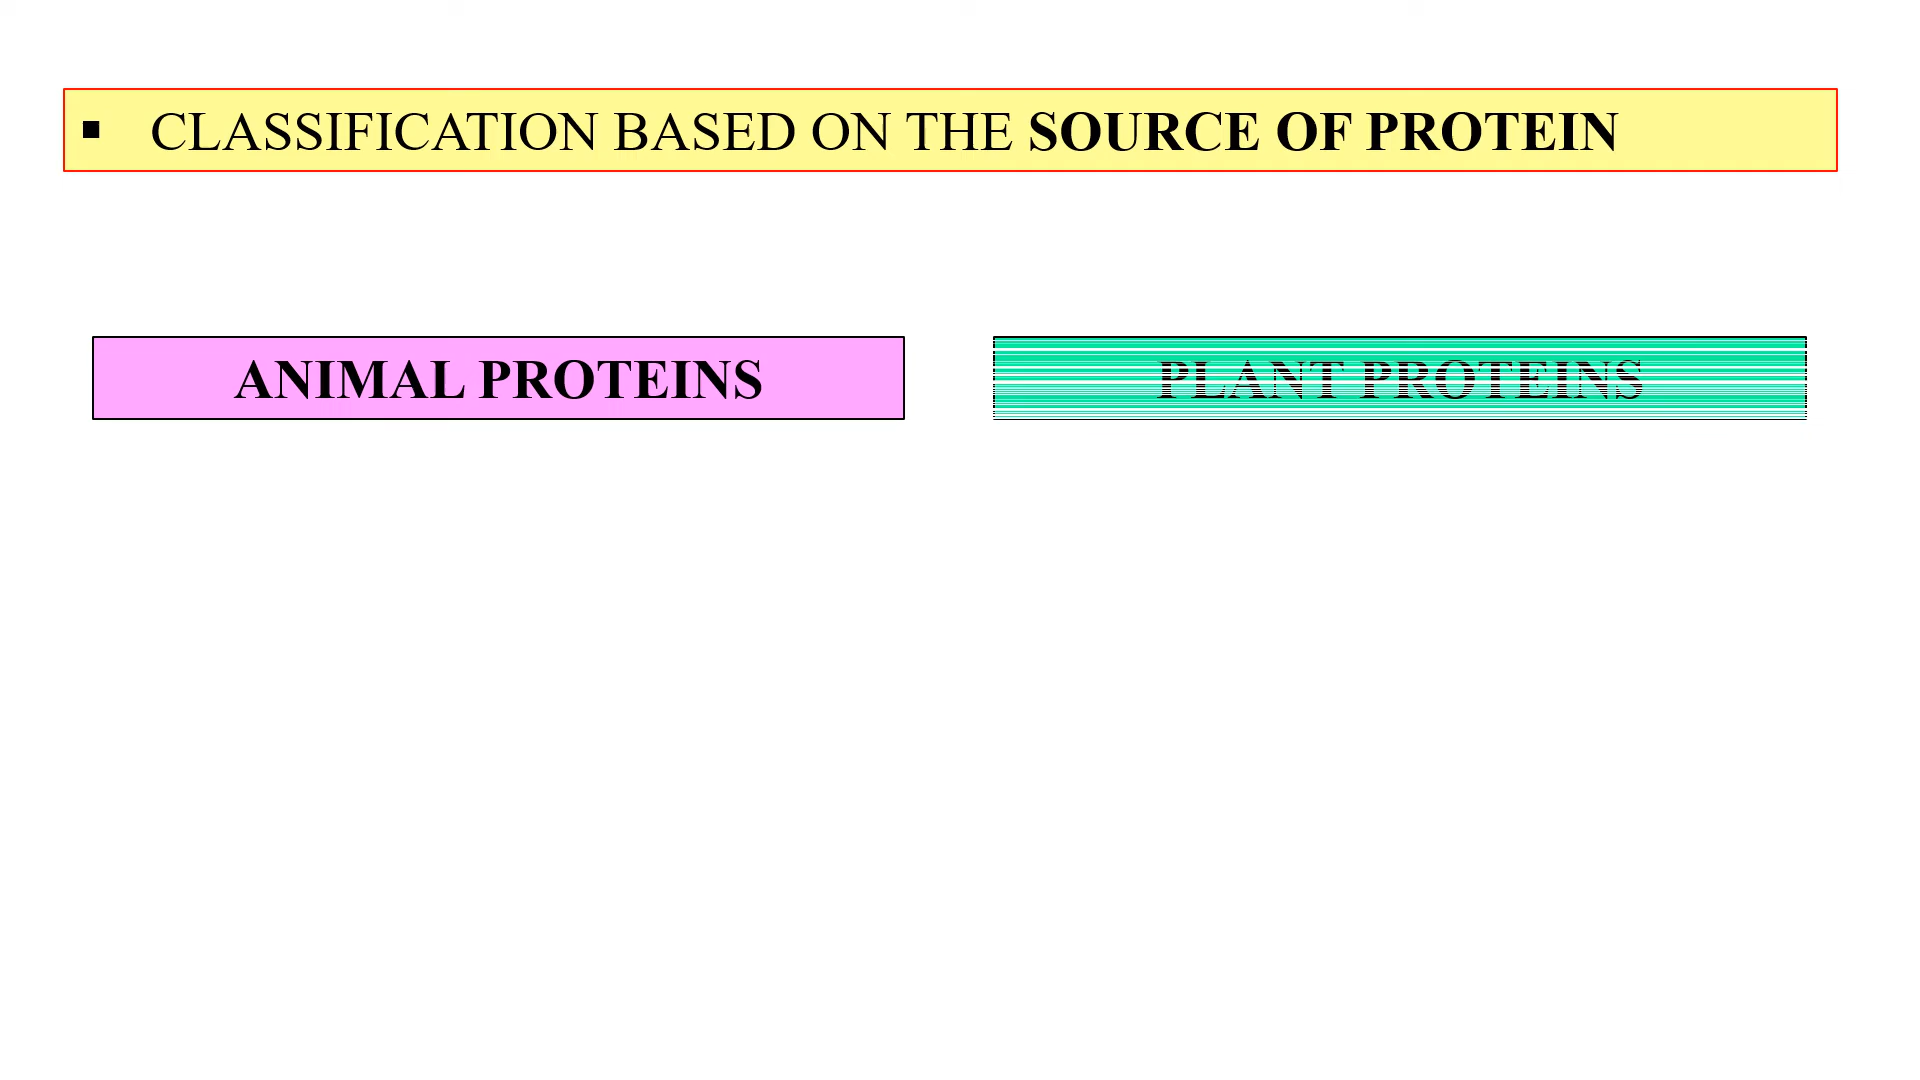 ▪ CLASSIFICATION BASED ON THE SOURCE OF PROTEIN
ANIMAL PROTEINS
PLANT PROTEINS